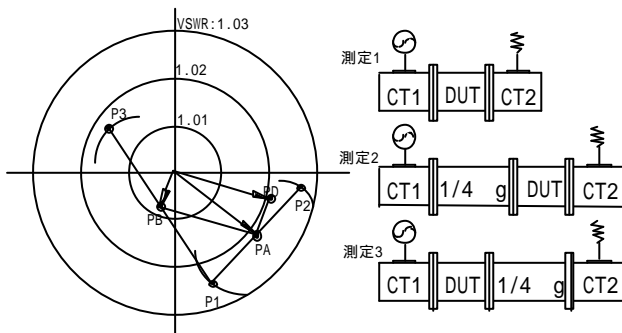 VSWR:1.03
1.02
1.01
P3
PD
P2
PB
PA
P1
測定1
CT1 DUT CT2
測定2
CT1 1/4 g DUT CT2
測定3
CT1 DUT 1/4 g CT2